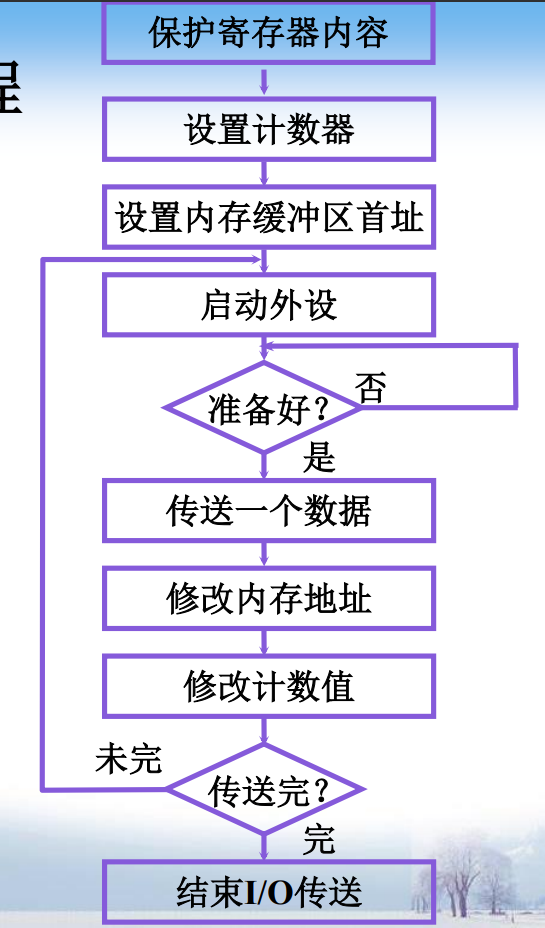 保护寄存器内容
程
设置计数器
设置内存缓冲区首址
启动外设
准备好？
否
是
传送一个数据
修改内存地址
修改计数值
未完
传送完？
完
结束I/O传送